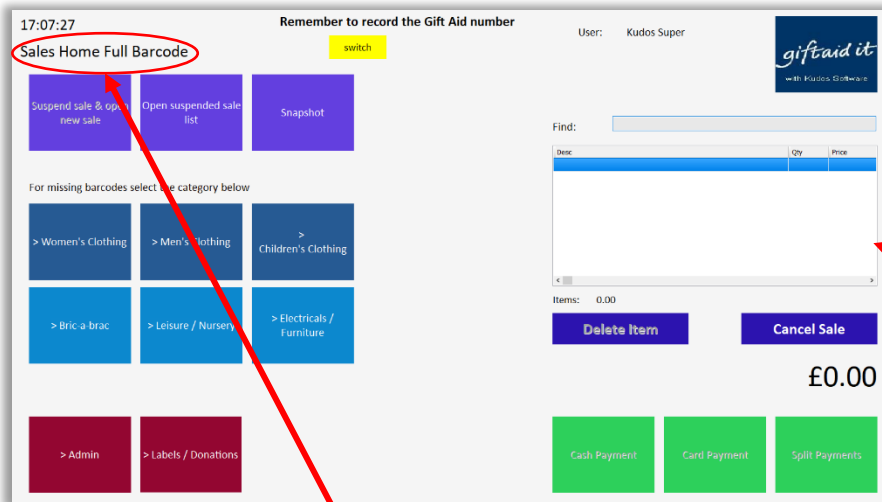 17:07:27
Remember to record the Gift Aid number
User: Kudos Super
Sales Home Full Barcode
switch
giftaid it
with Kudos Software
Suspend sale & open
new sale
Open suspended sale
list
Snapshot
Find:
Desc Qty Price
For missing barcodes select the category below
> Women's Clothing
> Men's Clothing
>
Children's Clothing
Items: 0.00
> Bric-a-brac
> Leisure / Nursery
> Electricals /
Furniture
Delete Item
Cancel Sale
£0.00
> Admin
> Labels / Donations
Cash Payment
Card Payment
Split Payments